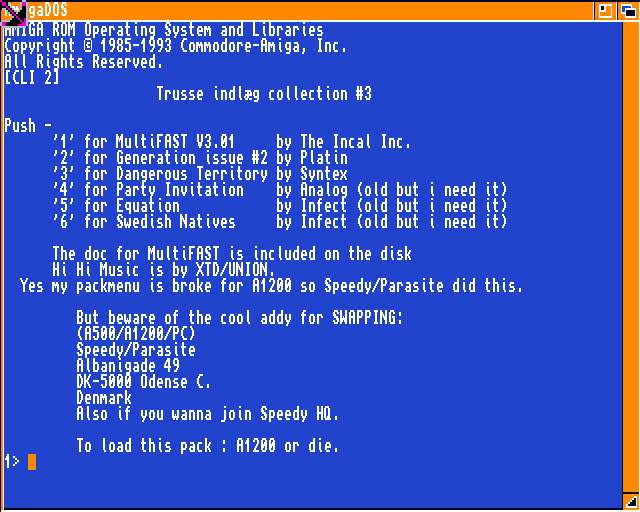 gaDOS
AMIGA ROM Operating System and Libraries
Copyright © 1985-1993 Commodore-Amiga, Inc.
All Rights Reserved.
[CLI 2]
Trusse indlæg collection #3
Push -
'1' for MultiFAST V3.01 by The Incal Inc.
'2' for Generation issue #2 by Platin
'3' for Dangerous Territory by Syntex
'4' for Party Invitation by Analog (old but i need it)
'5' for Equation by Infect (old but i need it)
'6' for Swedish Natives by Infect (old but i need it)
The doc for MultiFAST is included on the disk
Hi Hi Music is by XTD/UNION.
Yes my packmenu is broke for A1200 so Speedy/Parasite did this.
But beware of the cool addy for SWAPPING:
(A500/A1200/PC)
Speedy/Parasite
Albanigade 49
DK-5000 Odense C.
Denmark
Also if you wanna join Speedy HQ.
To load this pack : A1200 or die.
1>